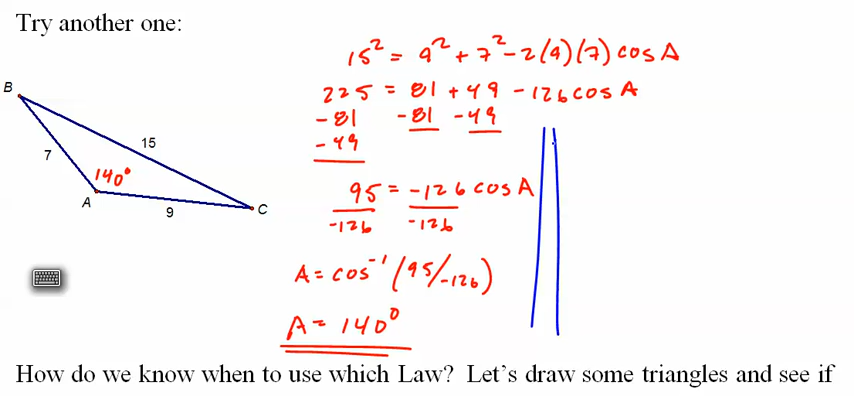 Try another one:
15² = 9² + 7² - 2(9)(7) cos A
225 = 81 + 49 - 126 cos A
-81 -81 -49
-49
95 = -126 cos A
-126 -126
A = cos⁻¹ (95/-126)
A = 140°
B
15
7
140°
A
9
C
How do we know when to use which Law? Let's draw some triangles and see if